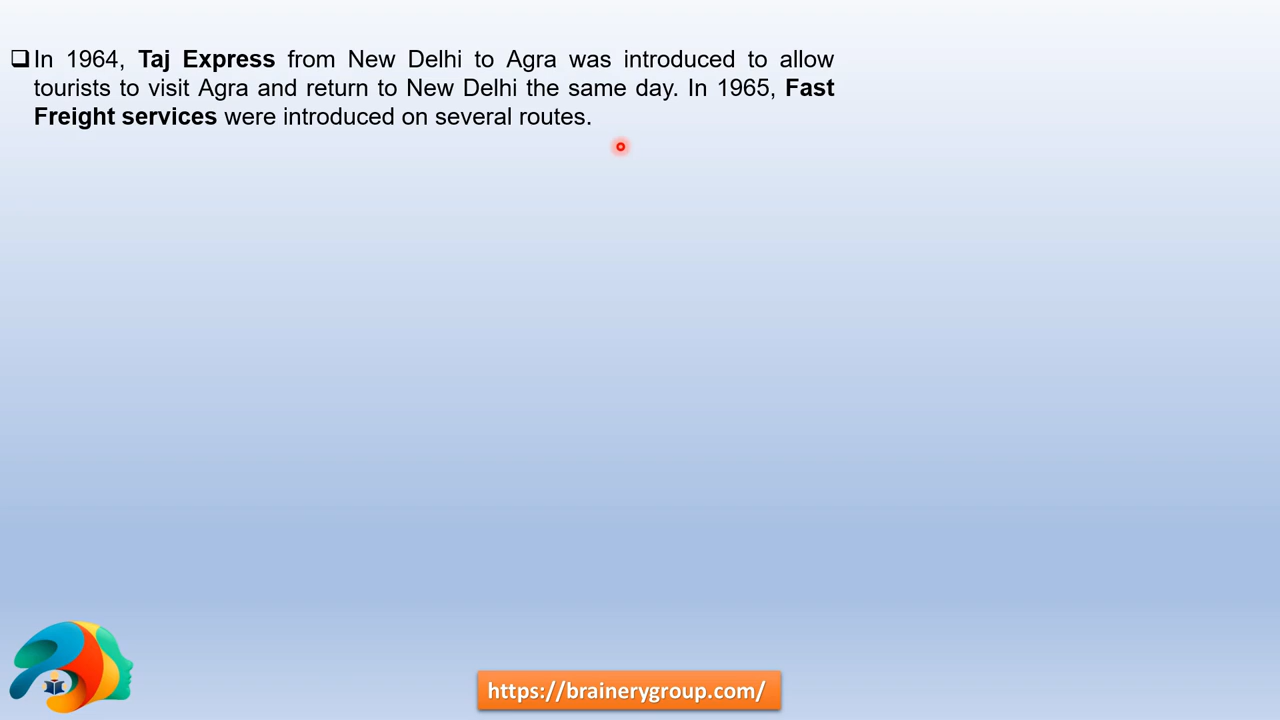 ❑In 1964, Taj Express from New Delhi to Agra was introduced to allow
tourists to visit Agra and return to New Delhi the same day. In 1965, Fast
Freight services were introduced on several routes.
https://brainerygroup.com/